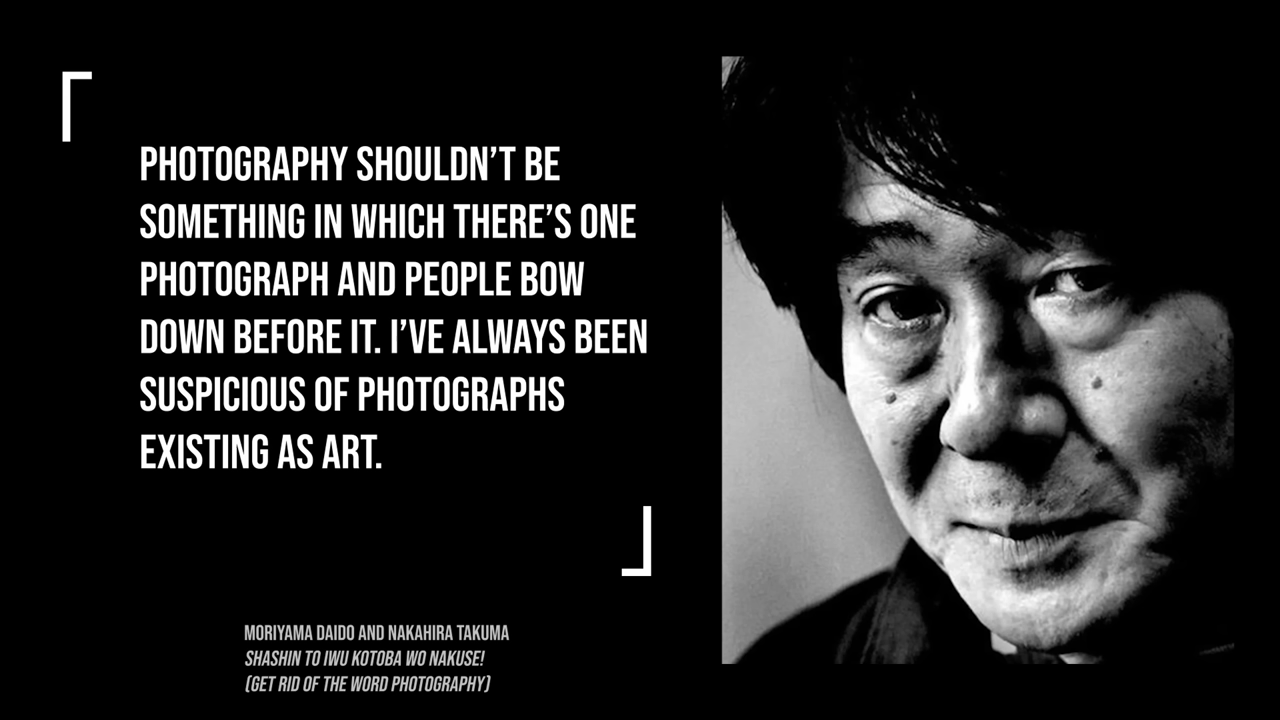 PHOTOGRAPHY SHOULDN’T BE
SOMETHING IN WHICH THERE’S ONE
PHOTOGRAPH AND PEOPLE BOW
DOWN BEFORE IT. I’VE ALWAYS BEEN
SUSPICIOUS OF PHOTOGRAPHS
EXISTING AS ART.
MORIYAMA DAIDO AND NAKAHIRA TAKUMA
SHASHIN TO IWU KOTOBA WO NAKUSE!
(GET RID OF THE WORD PHOTOGRAPHY)